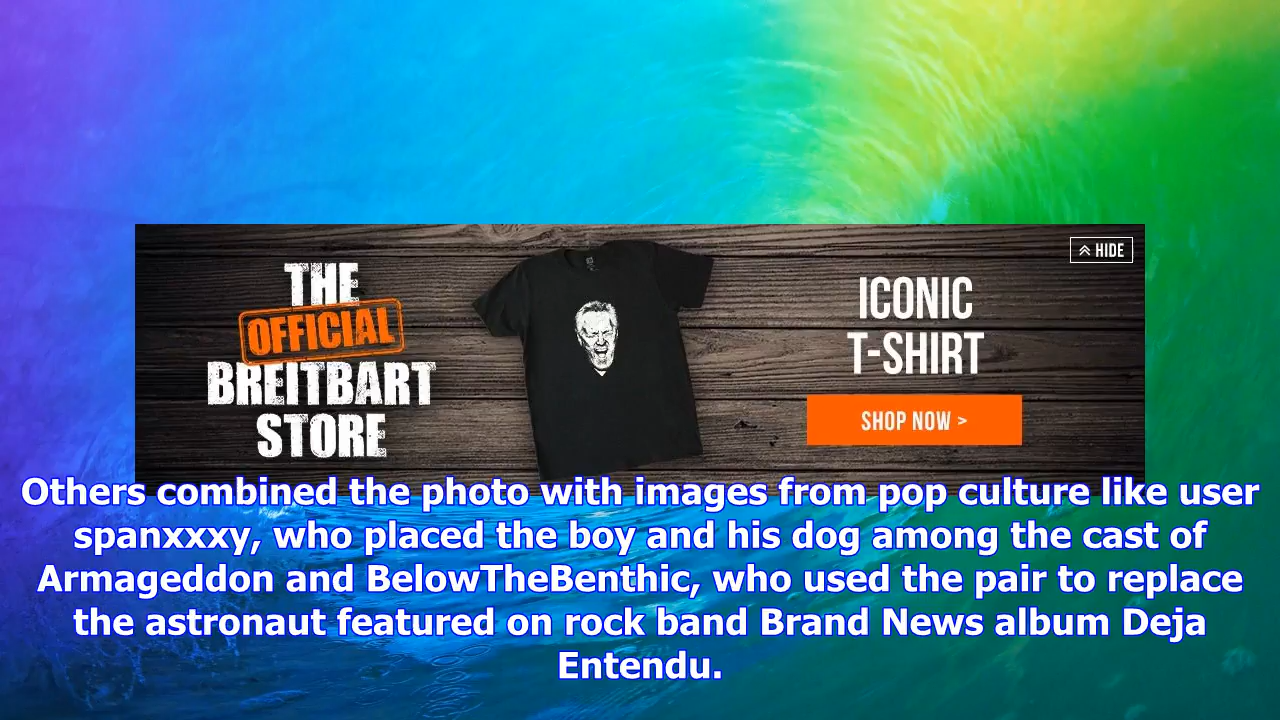 THE
OFFICIAL
BREITBART
STORE
ICONIC
T-SHIRT
SHOP NOW >
HIDE
Others combined the photo with images from pop culture like user
spanxxxy, who placed the boy and his dog among the cast of
Armageddon and BelowTheBenthic, who used the pair to replace
the astronaut featured on rock band Brand News album Deja
Entendu.